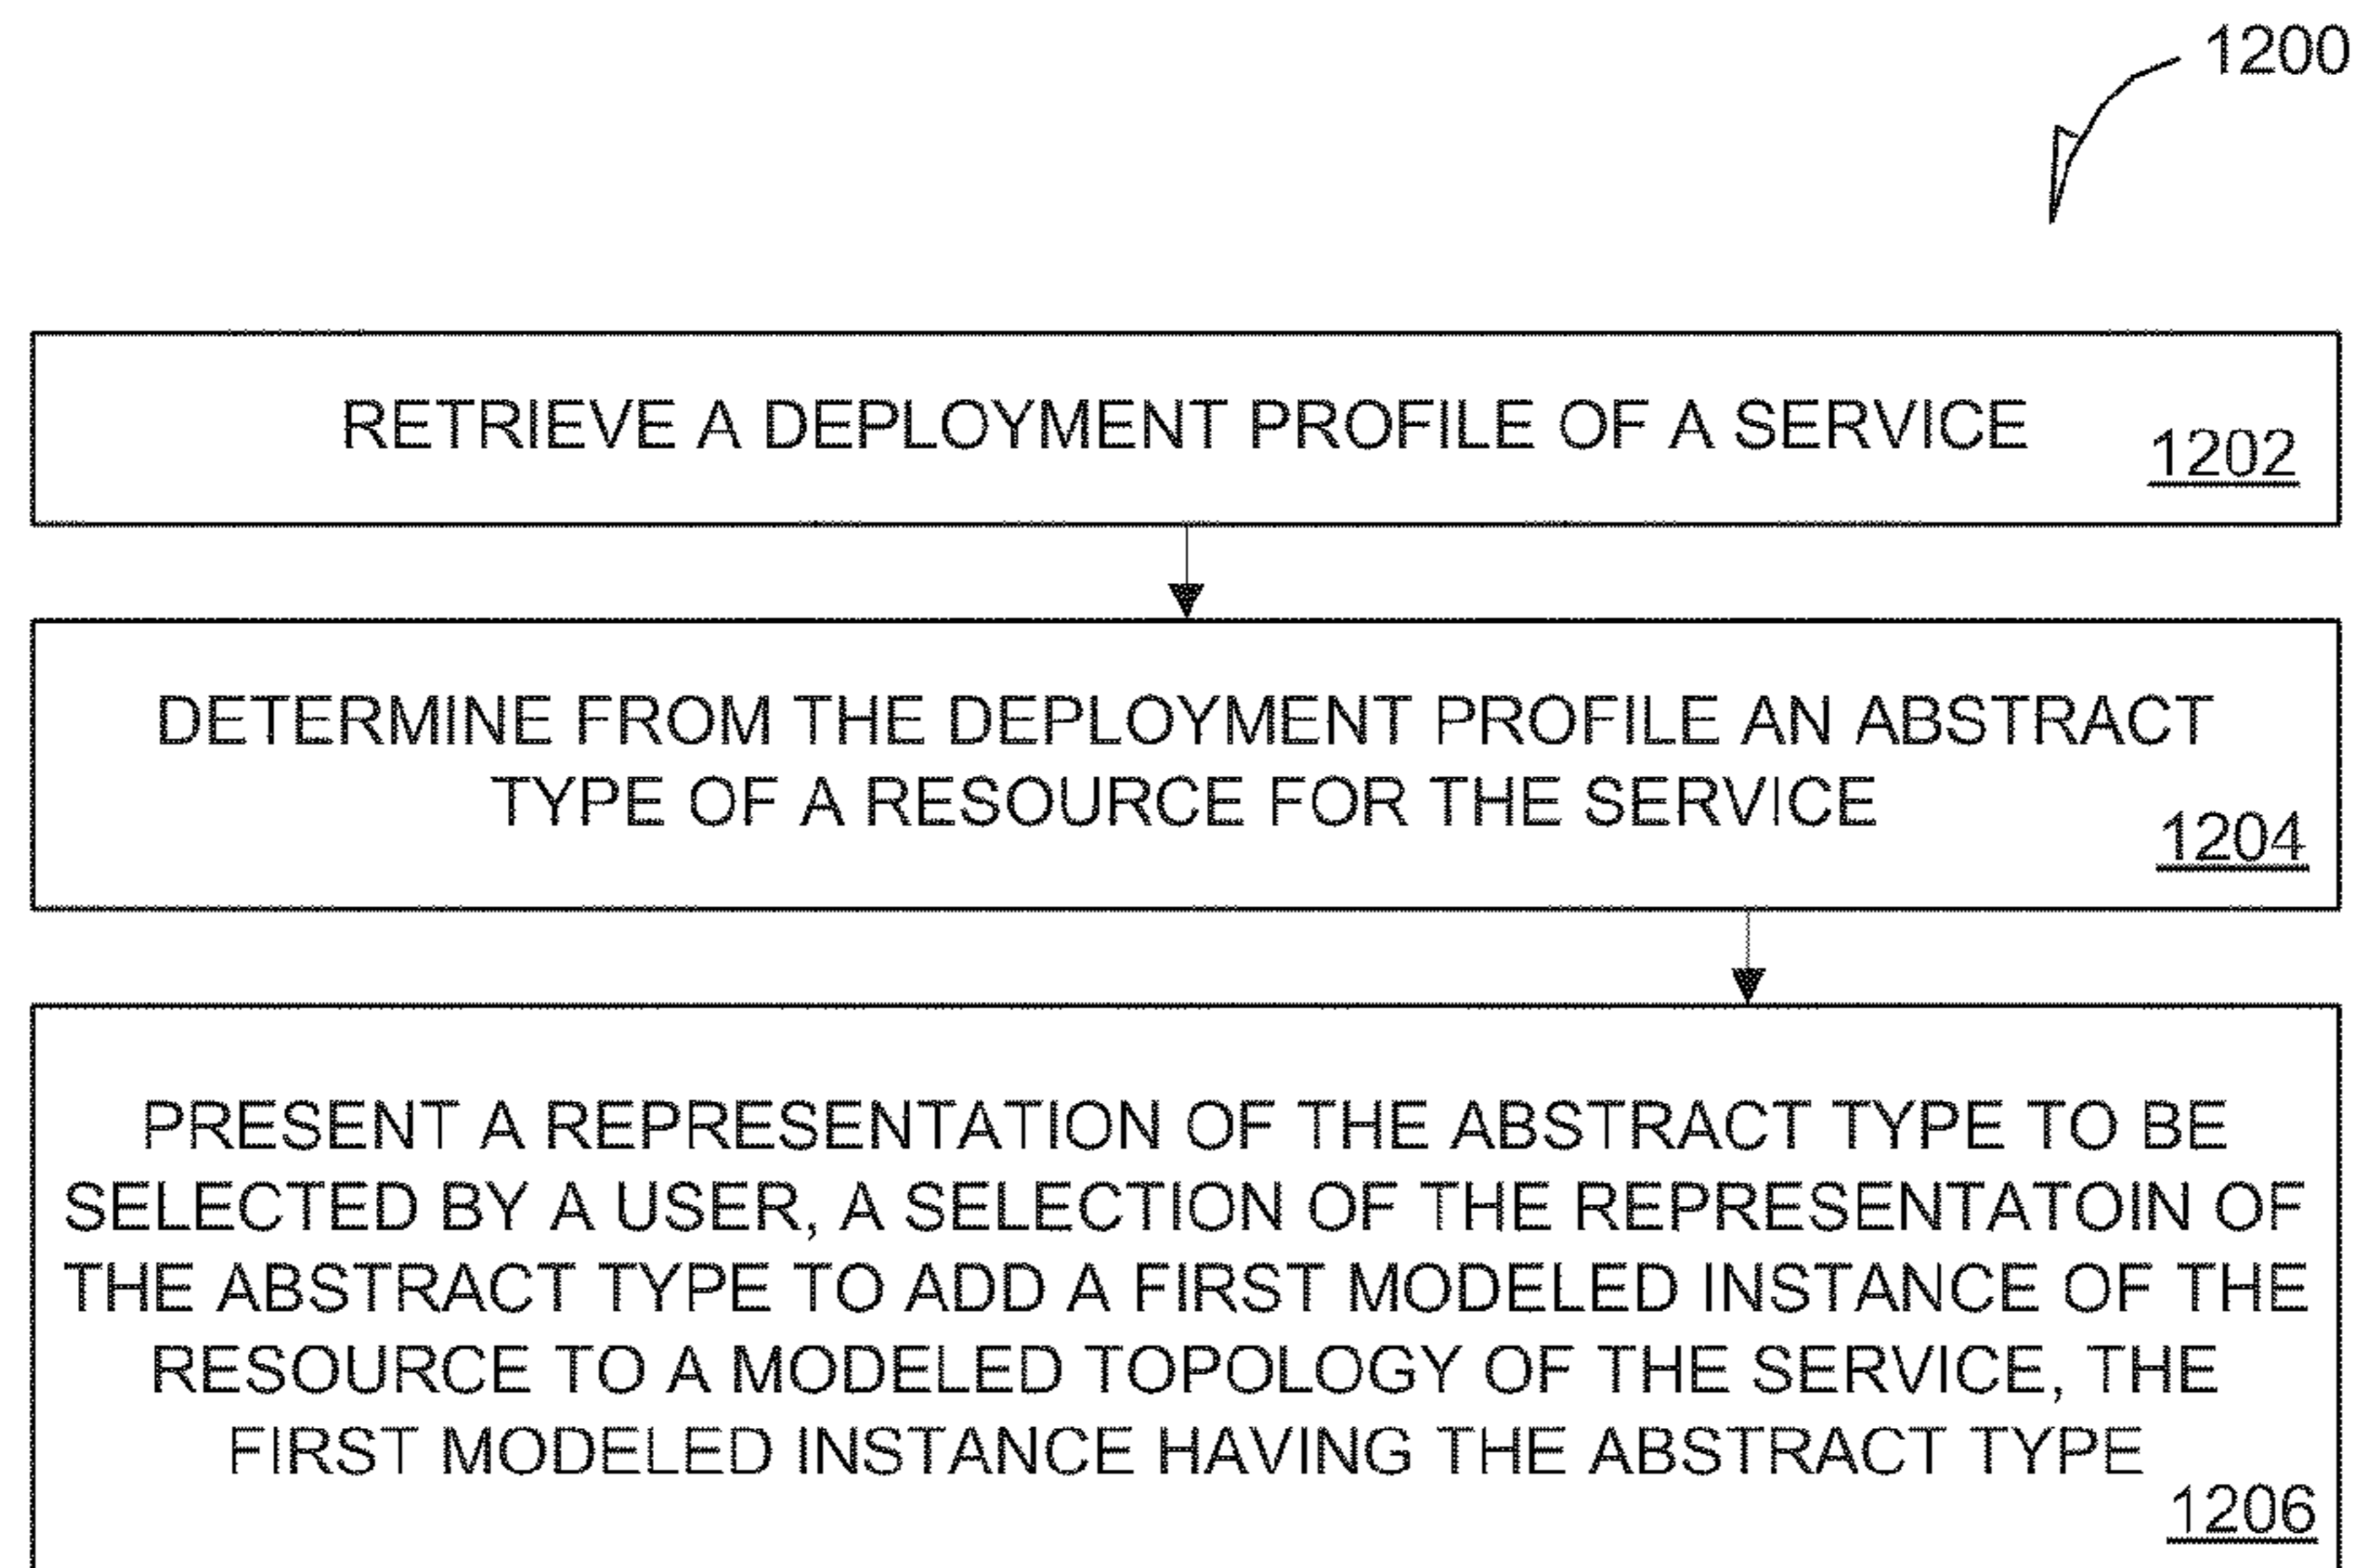 1200
RETRIEVE A DEPLOYMENT PROFILE OF A SERVICE
1202
DETERMINE FROM THE DEPLOYMENT PROFILE AN ABSTRACT
TYPE OF A RESOURCE FOR THE SERVICE
1204
PRESENT A REPRESENTATION OF THE ABSTRACT TYPE TO BE
SELECTED BY A USER, A SELECTION OF THE REPRESENTATOIN OF
THE ABSTRACT TYPE TO ADD A FIRST MODELED INSTANCE OF THE
RESOURCE TO A MODELED TOPOLOGY OF THE SERVICE, THE
FIRST MODELED INSTANCE HAVING THE ABSTRACT TYPE
1206